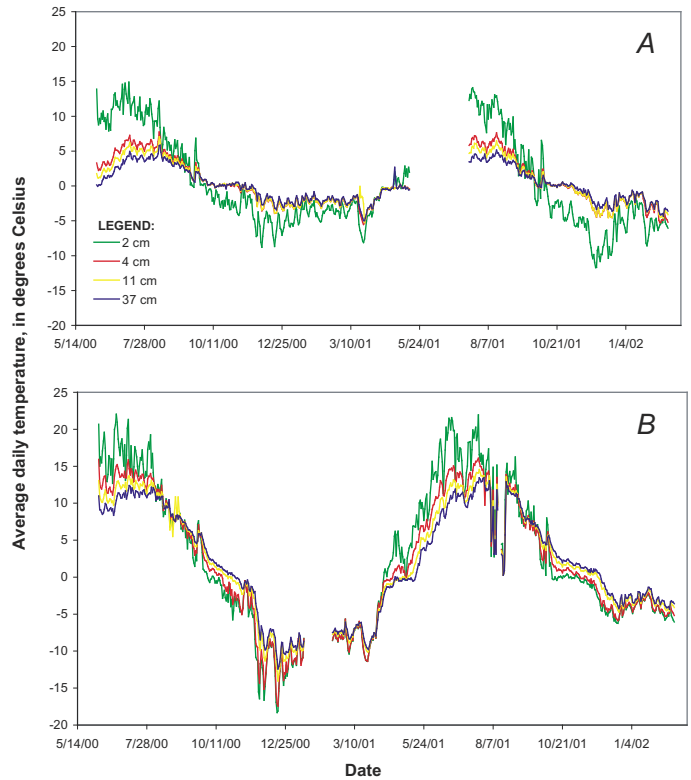 A
25
20
15
10
5
0
-5
-10
-15
-20
LEGEND:
2 cm
4 cm
11 cm
37 cm
5/14/00 7/28/00 10/11/00 12/25/00 3/10/01 5/24/01 8/7/01 10/21/01 1/4/02
Average daily temperature, in degrees Celsius
B
25
20
15
10
5
0
-5
-10
-15
-20
5/14/00 7/28/00 10/11/00 12/25/00 3/10/01 5/24/01 8/7/01 10/21/01 1/4/02
Date